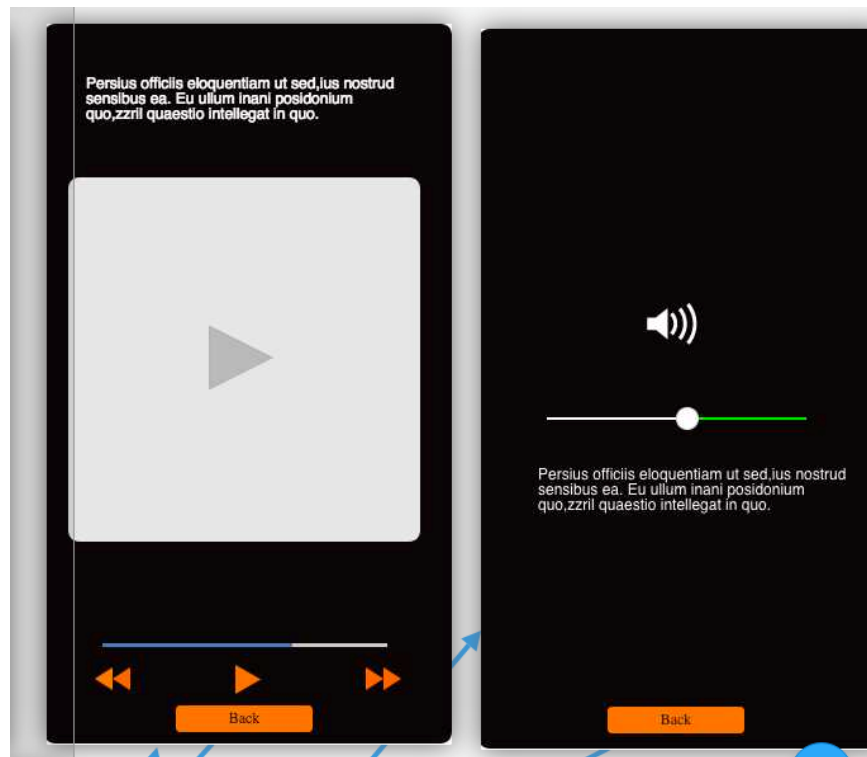 Persius officiis eloquentiam ut sed,ius nostrud
sensibus ea. Eu ullum inani posidonium
quo,zzril quaestio intellegat in quo.
Back
Persius officiis eloquentiam ut sed,ius nostrud
sensibus ea. Eu ullum inani posidonium
quo,zzril quaestio intellegat in quo.
Back